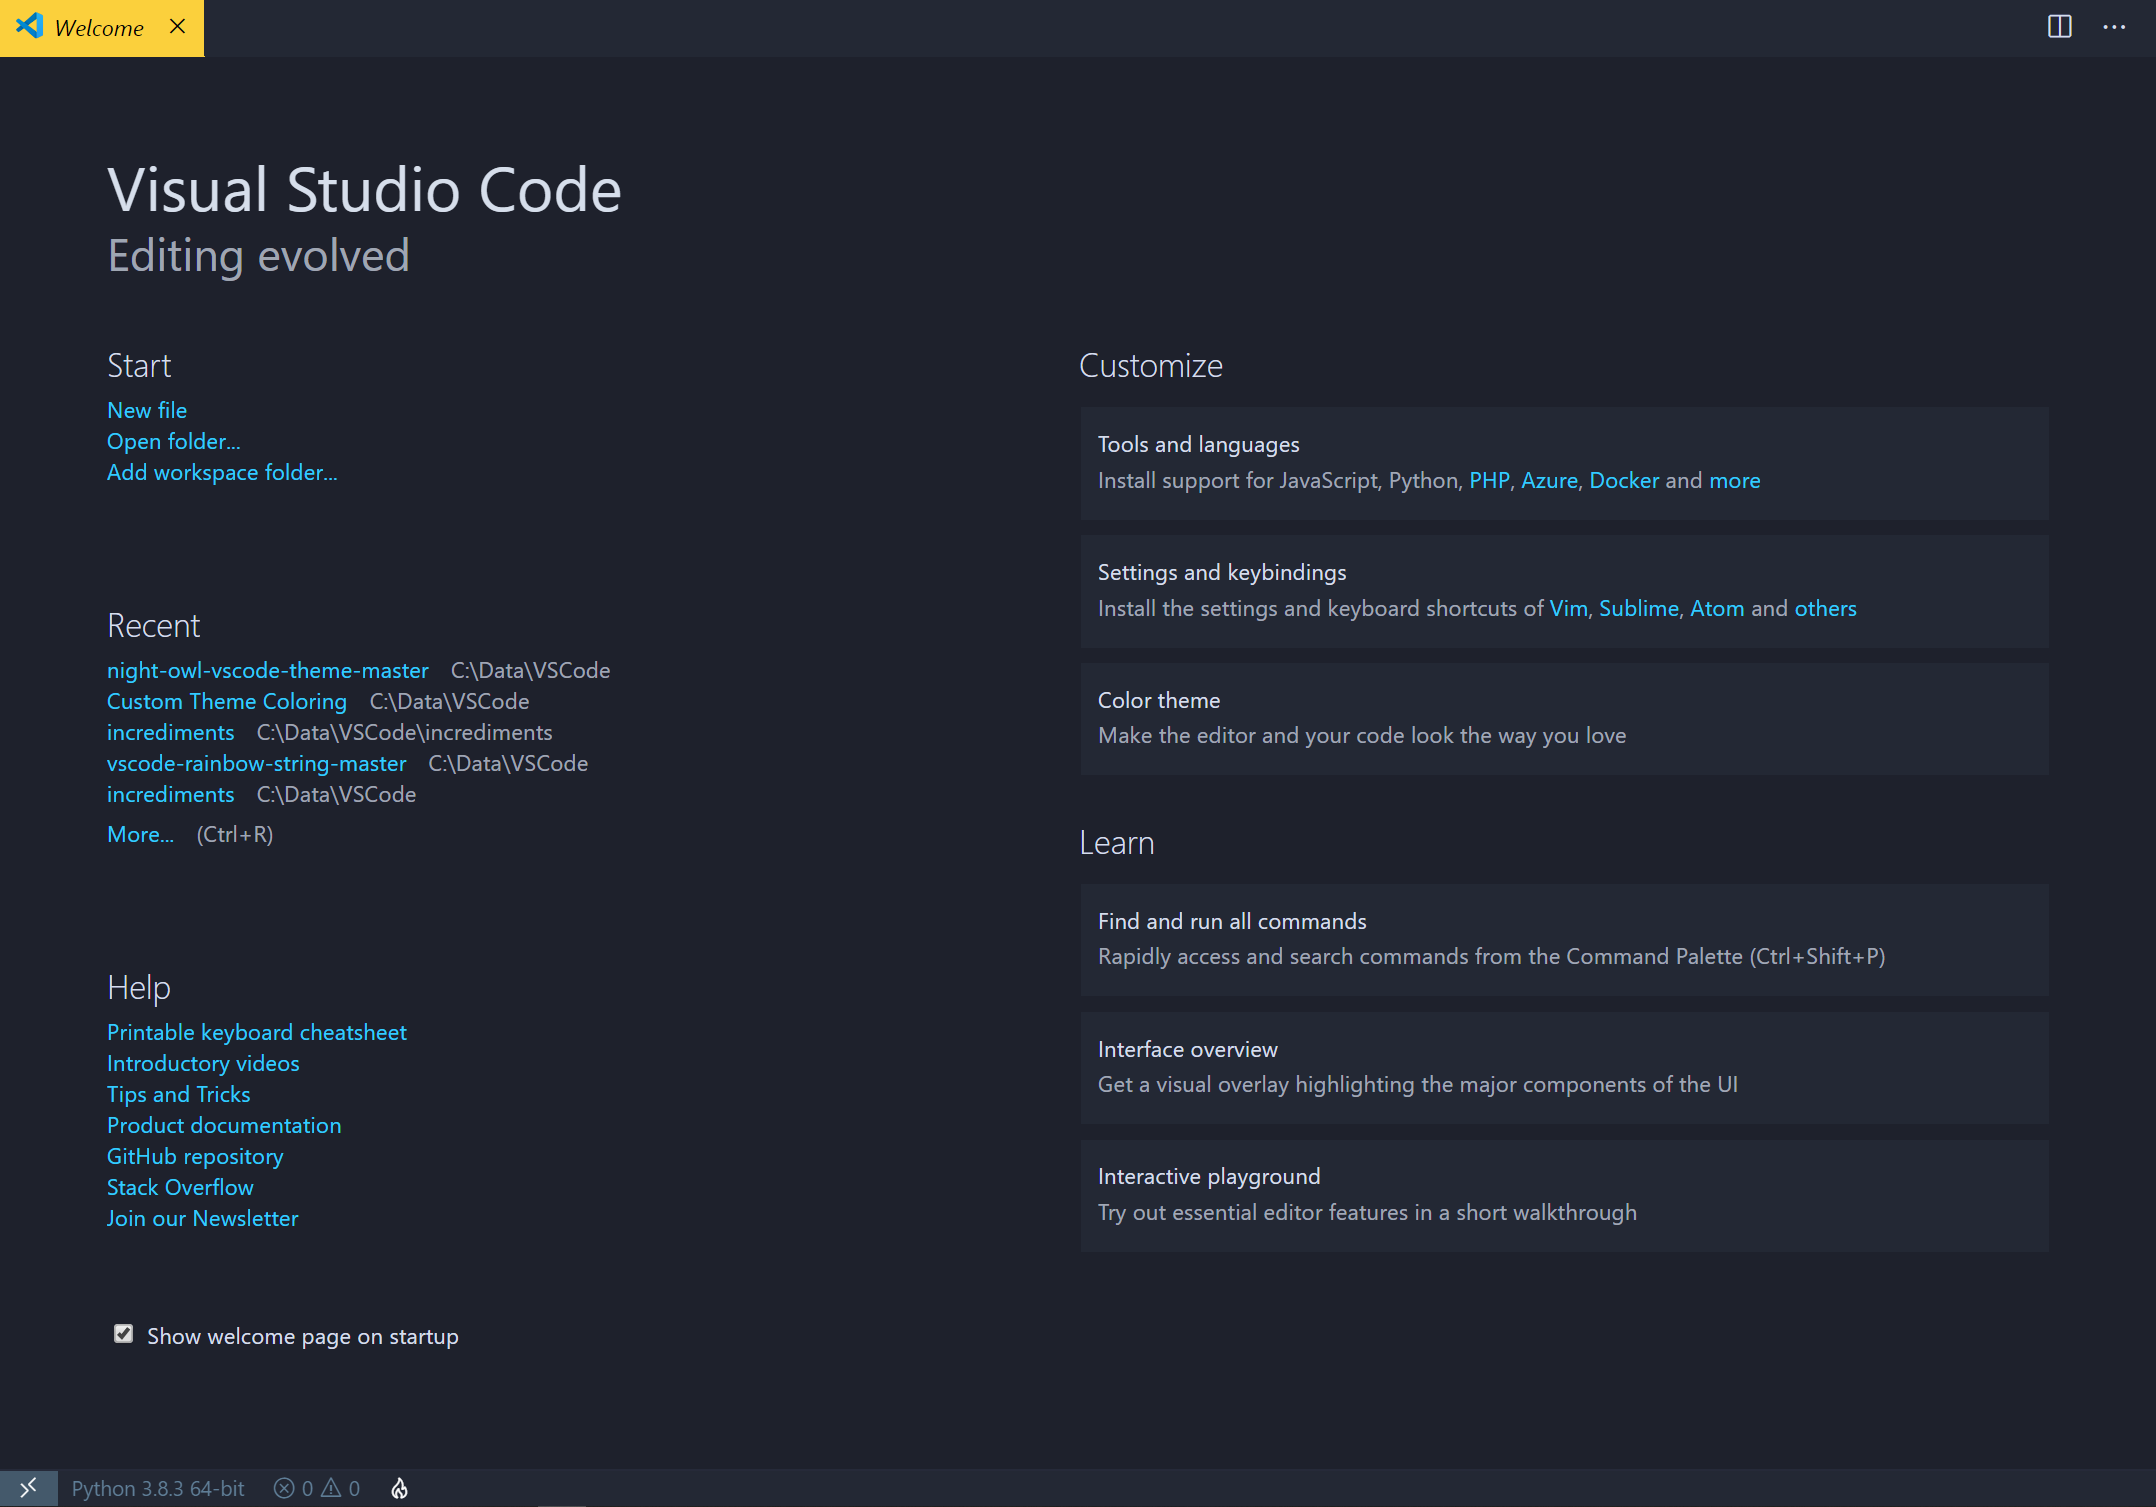 Welcome
Visual Studio Code
Editing evolved
Start
New file
Open folder...
Add workspace folder...
Recent
night-owl-vscode-theme-master C:\Data\VSCode
Custom Theme Coloring C:\Data\VSCode
incrediments C:\Data\VSCode\incrediments
vscode-rainbow-string-master C:\Data\VSCode
incrediments C:\Data\VSCode
More... (Ctrl+R)
Help
Printable keyboard cheatsheet
Introductory videos
Tips and Tricks
Product documentation
GitHub repository
Stack Overflow
Join our Newsletter
Show welcome page on startup
Customize
Tools and languages
Install support for JavaScript, Python, PHP, Azure, Docker and more
Settings and keybindings
Install the settings and keyboard shortcuts of Vim, Sublime, Atom and others
Color theme
Make the editor and your code look the way you love
Learn
Find and run all commands
Rapidly access and search commands from the Command Palette (Ctrl+Shift+P)
Interface overview
Get a visual overlay highlighting the major components of the UI
Interactive playground
Try out essential editor features in a short walkthrough
Python 3.8.3 64-bit 0 0